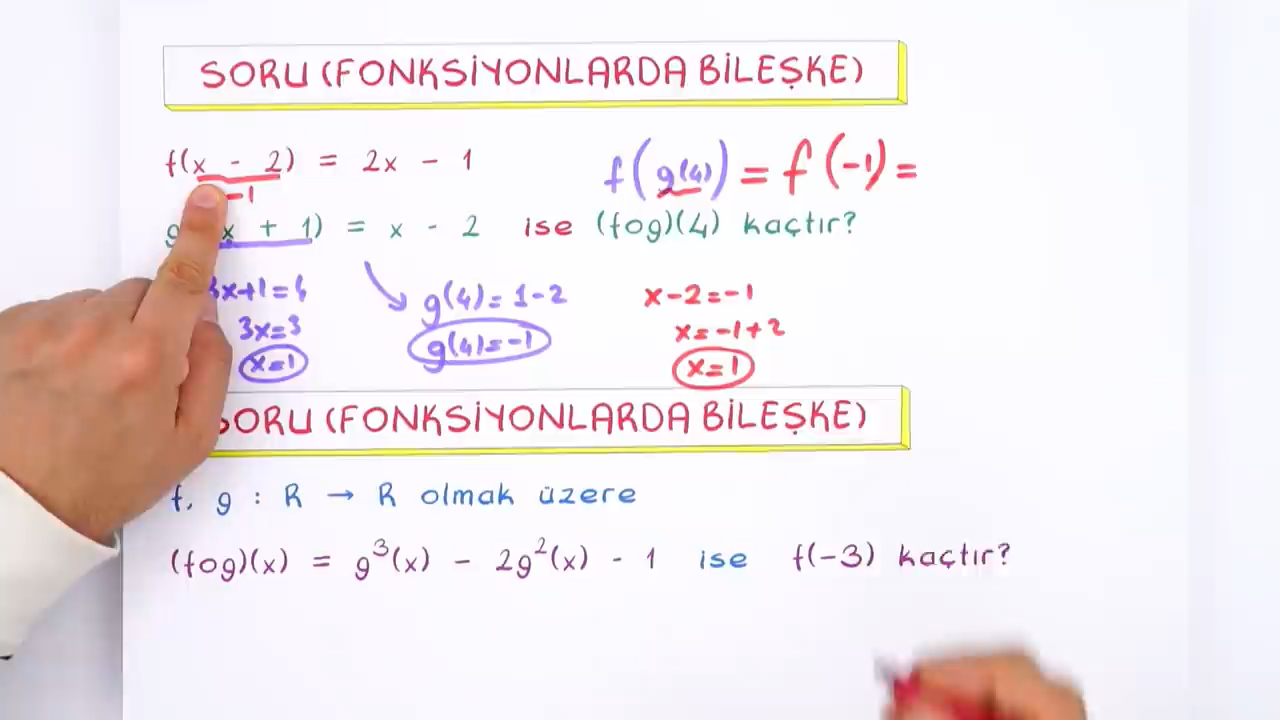 SORU (FONKSİYONLARDA BİLEŞKE)
f(x - 2) = 2x - 1
-1
f(g(4)) = f(-1) =
x + 1) = x - 2 ise (fog)(4) kaçtır?
x+1=4
3x=3
x=1
g(4)=1-2
g(4)=-1
x-2=-1
x=-1+2
x=1
SORU (FONKSİYONLARDA BİLEŞKE)
f, g : R → R olmak üzere
(fog)(x) = g³(x) - 2g²(x) - 1 ise f(-3) kaçtır?